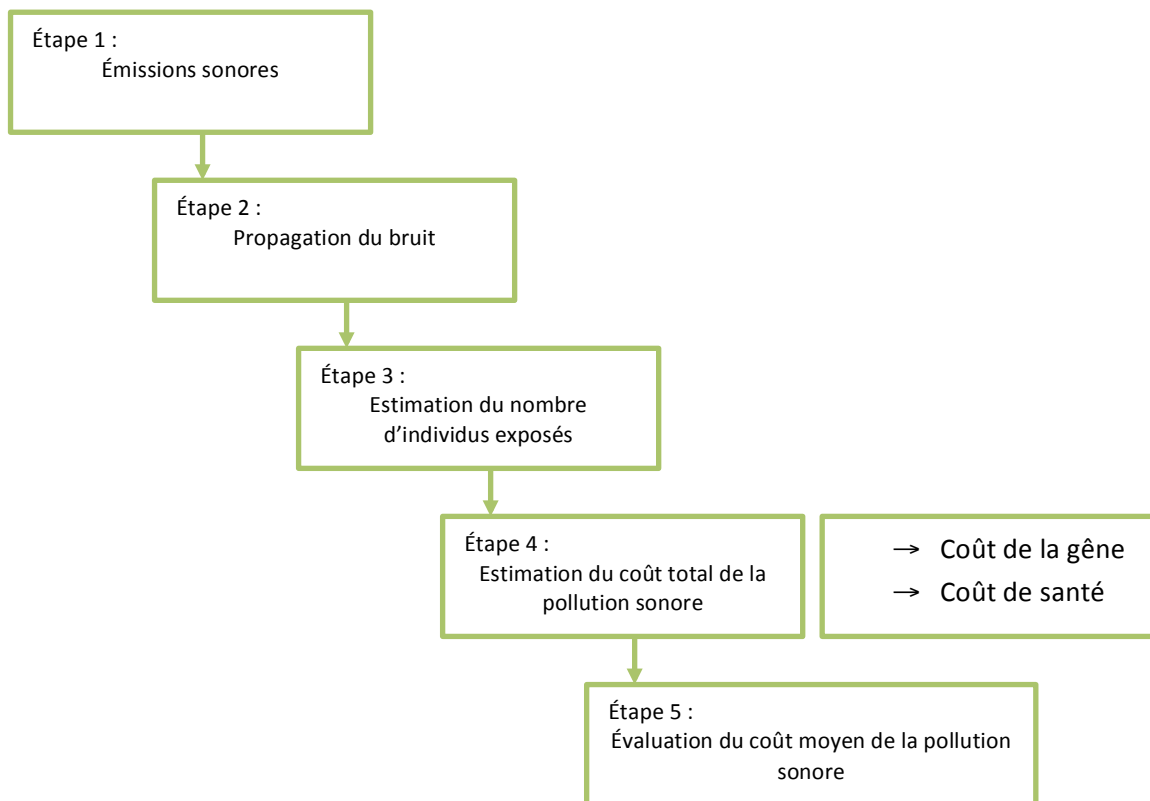 Étape 1 :
Émissions sonores
Étape 2 :
Propagation du bruit
Étape 3 :
Estimation du nombre
d’individus exposés
Étape 4 :
Estimation du coût total de la
pollution sonore
→ Coût de la gêne
→ Coût de santé
Étape 5 :
Évaluation du coût moyen de la pollution
sonore